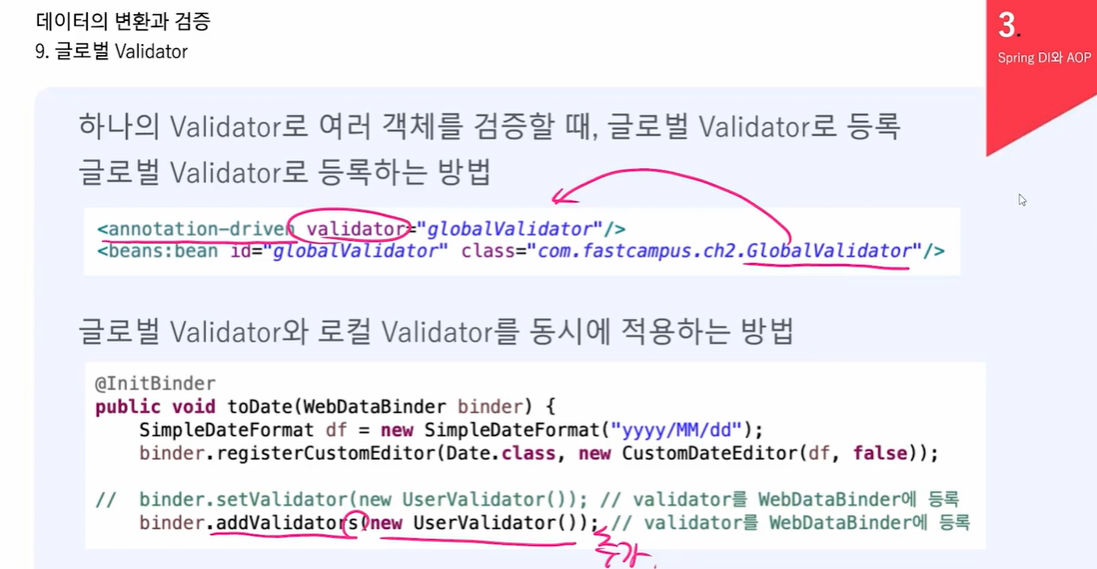 데이터의 변환과 검증
9. 글로벌 Validator
3.
Spring DI와 AOP
하나의 Validator로 여러 객체를 검증할 때, 글로벌 Validator로 등록
글로벌 Validator로 등록하는 방법
<annotation-driven validator="globalValidator"/>
<beans:bean id="globalValidator" class="com.fastcampus.ch2.GlobalValidator"/>
글로벌 Validator와 로컬 Validator를 동시에 적용하는 방법
@InitBinder
public void toDate(WebDataBinder binder) {
    SimpleDateFormat df = new SimpleDateFormat("yyyy/MM/dd");
    binder.registerCustomEditor(Date.class, new CustomDateEditor(df, false));
//  binder.setValidator(new UserValidator()); // validator를 WebDataBinder에 등록
    binder.addValidators(new UserValidator()); // validator를 WebDataBinder에 등록
추가